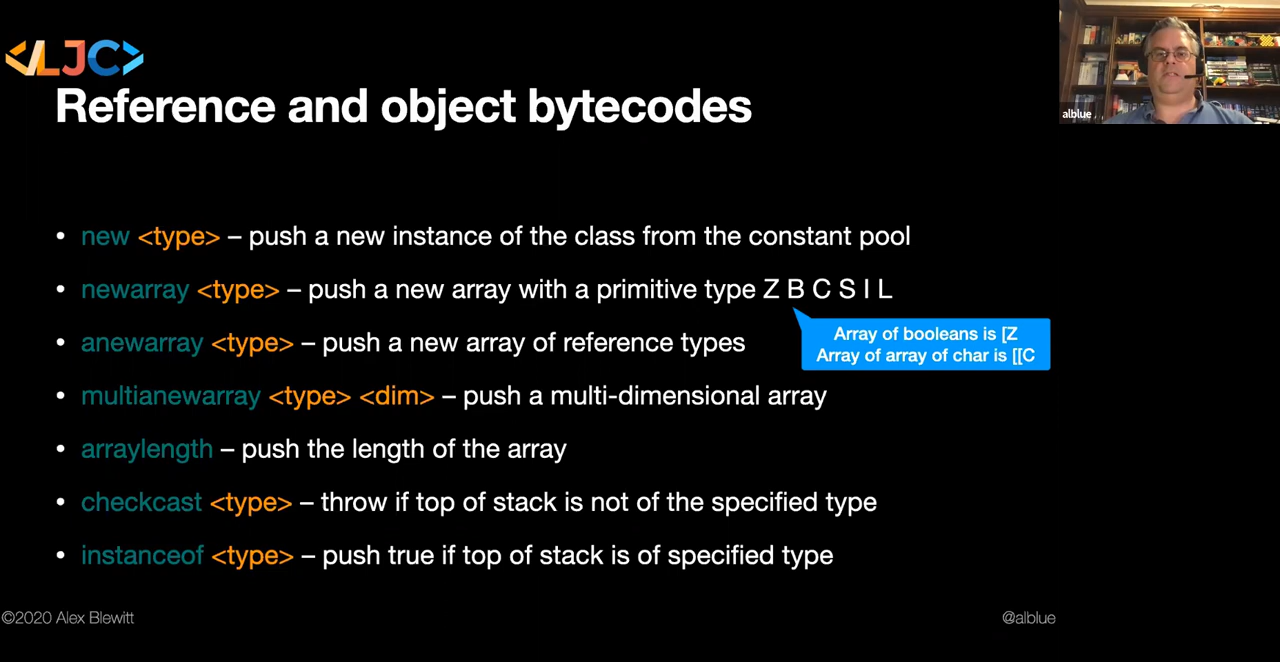 <LJC>
Reference and object bytecodes
alblue
• new <type> – push a new instance of the class from the constant pool
• newarray <type> – push a new array with a primitive type Z B C S I L
Array of booleans is [Z
Array of array of char is [[C
• anewarray <type> – push a new array of reference types
• multianewarray <type> <dim> – push a multi-dimensional array
• arraylength – push the length of the array
• checkcast <type> – throw if top of stack is not of the specified type
• instanceof <type> – push true if top of stack is of specified type
©2020 Alex Blewitt
@alblue